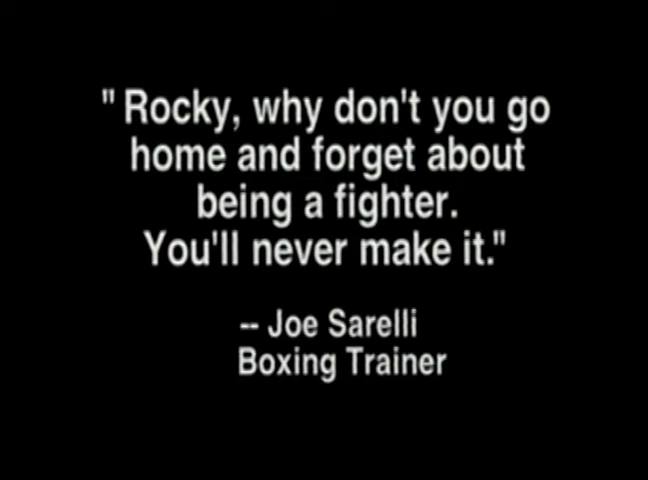 " Rocky, why don't you go
home and forget about
being a fighter.
You'll never make it."
-- Joe Sarelli
Boxing Trainer